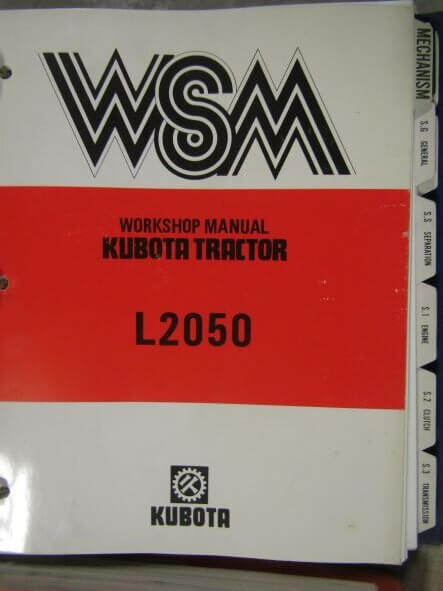 WSM
WORKSHOP MANUAL
KUBOTA TRACTOR
L2050
KUBOTA
MECHANISM
S.G GENERAL
S.S SEPARATION
S.1 ENGINE
S.2 CLUTCH
S.3 TRANSMISSION